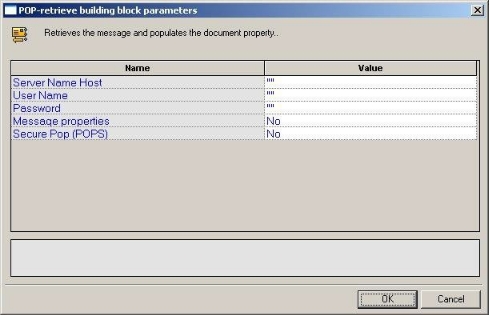 POP-retrieve building block parameters
Retrieves the message and populates the document property..
Name Value
Server Name Host ""
User Name ""
Password ""
Message properties No
Secure Pop (POPS) No
OK Cancel